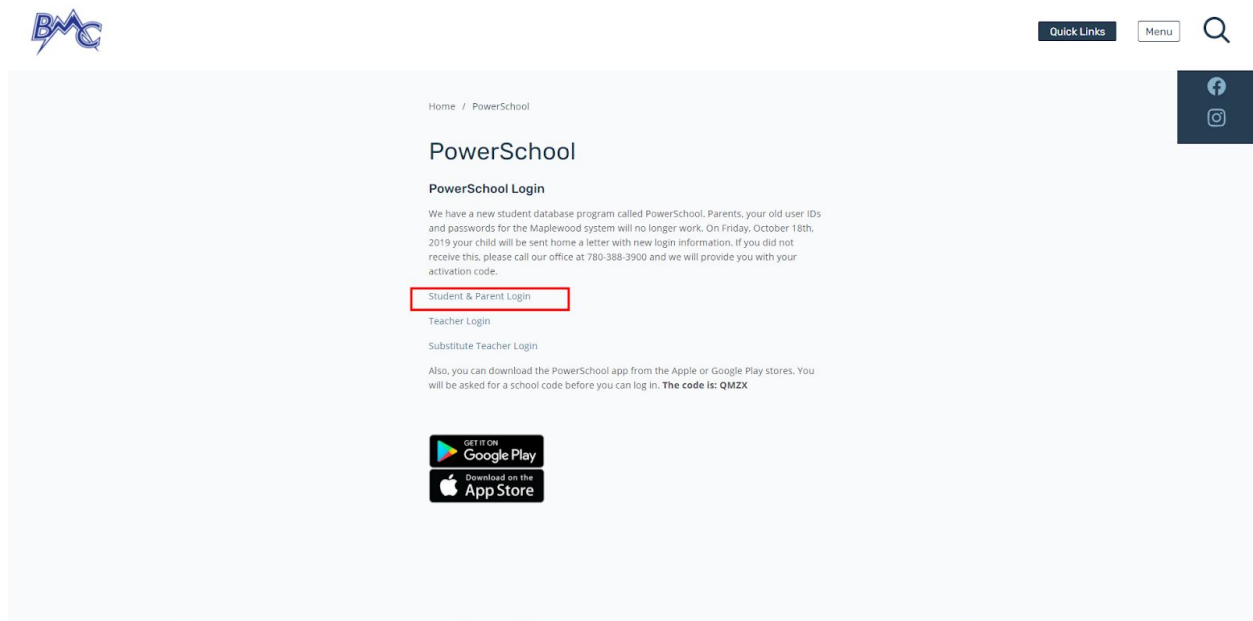 BMC
Quick Links
Menu
Home / PowerSchool
PowerSchool
PowerSchool Login
We have a new student database program called PowerSchool. Parents, your old user IDs
and passwords for the Maplewood system will no longer work. On Friday, October 18th,
2019 your child will be sent home a letter with new login information. If you did not
receive this, please call our office at 780-388-3900 and we will provide you with your
activation code.
Student & Parent Login
Teacher Login
Substitute Teacher Login
Also, you can download the PowerSchool app from the Apple or Google Play stores. You
will be asked for a school code before you can log in. The code is: QMZX
GET IT ON
Google Play
Download on the
App Store